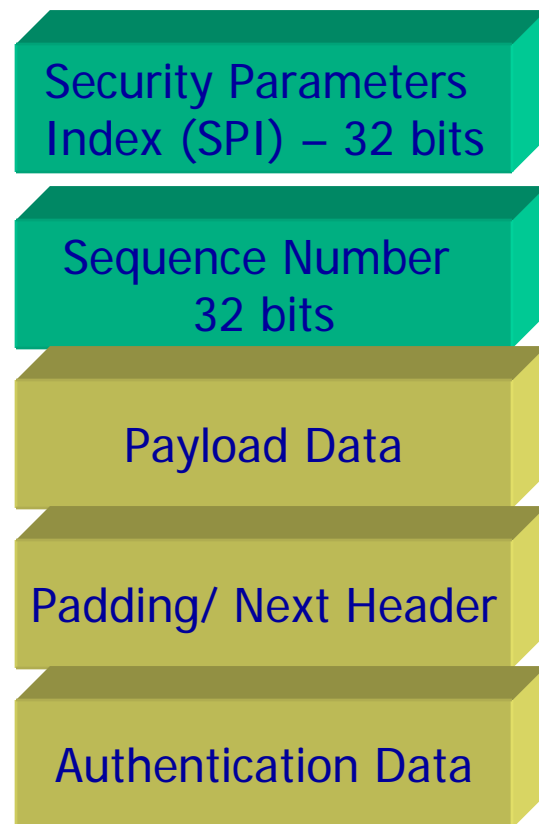 Security Parameters
Index (SPI) – 32 bits
Sequence Number
32 bits
Payload Data
Padding/ Next Header
Authentication Data